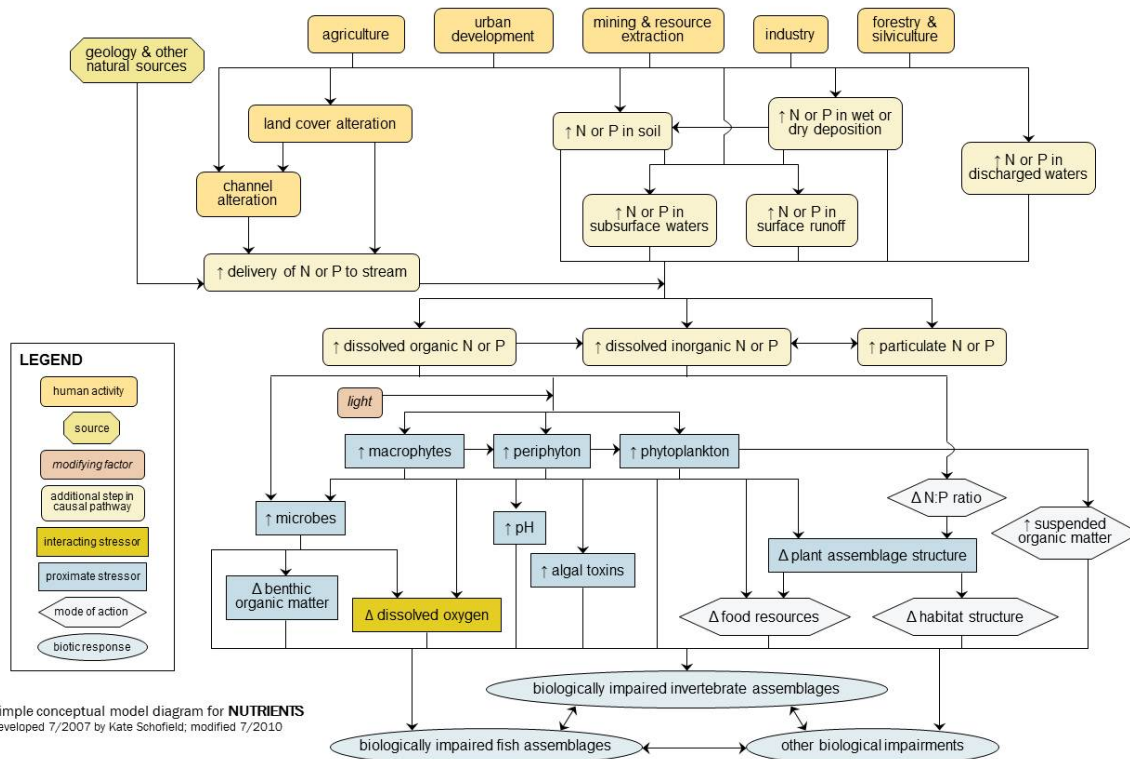 agriculture
urban
development
mining & resource
extraction
industry
forestry &
silviculture
geology & other
natural sources
land cover alteration
↑ N or P in soil
↑ N or P in wet or
dry deposition
channel
alteration
↑ N or P in
discharged waters
↑ N or P in
subsurface waters
↑ N or P in
surface runoff
↑ delivery of N or P to stream
↑ dissolved organic N or P
↑ dissolved inorganic N or P
↑ particulate N or P
light
↑ macrophytes
↑ periphyton
↑ phytoplankton
Δ N:P ratio
↑ suspended
organic matter
↑ microbes
↑ pH
Δ plant assemblage structure
↑ algal toxins
Δ benthic
organic matter
Δ dissolved oxygen
Δ food resources
Δ habitat structure
biologically impaired invertebrate assemblages
biologically impaired fish assemblages
other biological impairments
LEGEND
human activity
source
modifying factor
additional step in
causal pathway
interacting stressor
proximate stressor
mode of action
biotic response
imple conceptual model diagram for NUTRIENTS
eveloped 7/2007 by Kate Schofield; modified 7/2010